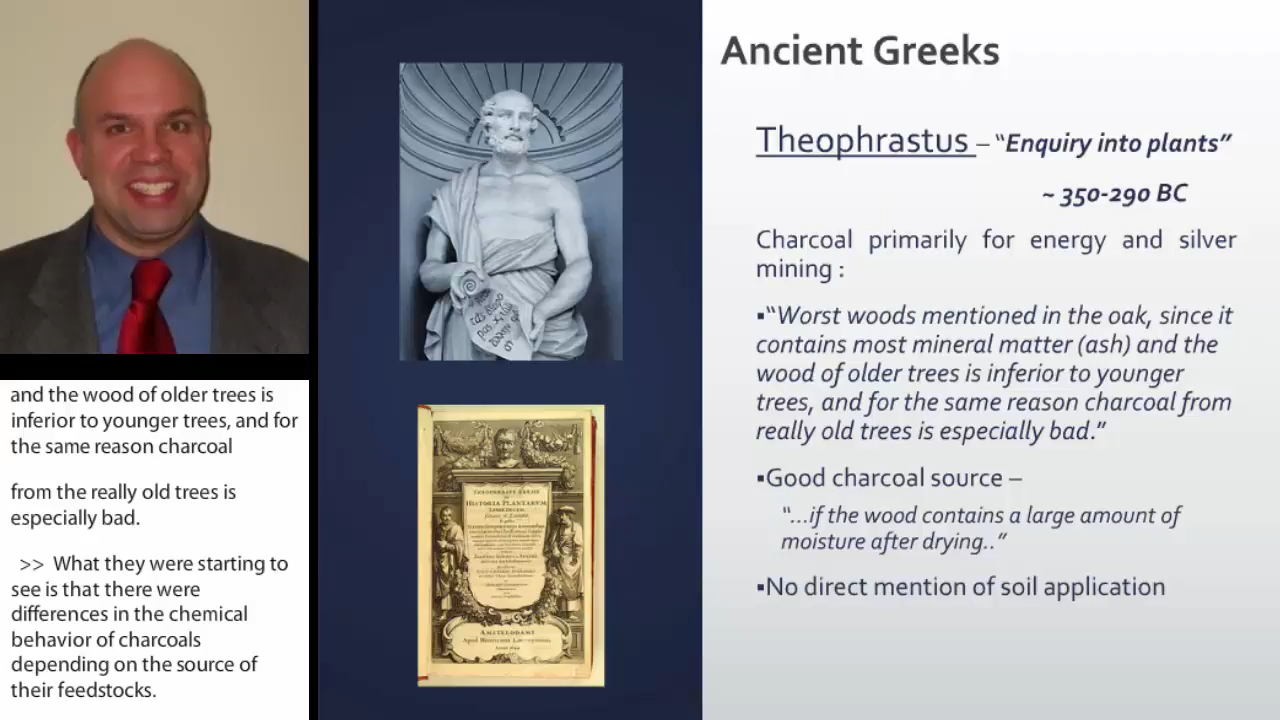 Ancient Greeks
Theophrastus – “Enquiry into plants”
~ 350-290 BC
Charcoal primarily for energy and silver
mining :
▪“Worst woods mentioned in the oak, since it
contains most mineral matter (ash) and the
wood of older trees is inferior to younger
trees, and for the same reason charcoal from
really old trees is especially bad.”
▪Good charcoal source –
“...if the wood contains a large amount of
moisture after drying..”
▪No direct mention of soil application
and the wood of older trees is
inferior to younger trees, and for
the same reason charcoal
from the really old trees is
especially bad.
>> What they were starting to
see is that there were
differences in the chemical
behavior of charcoals
depending on the source of
their feedstocks.
HISTORIA PLANTARUM
AMSTELODAMI